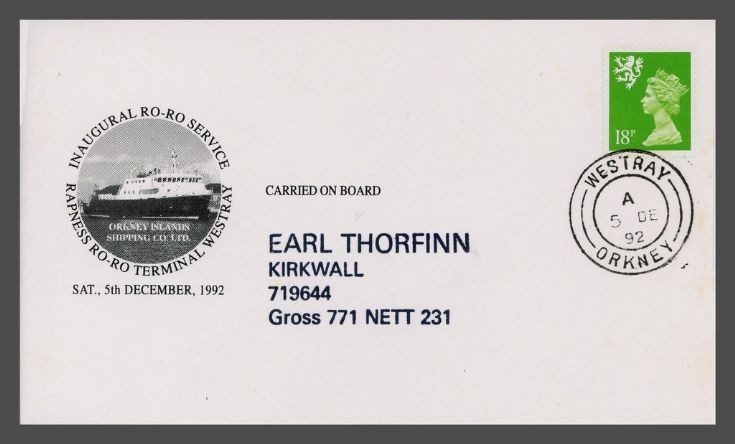 INAUGURAL RO-RO SERVICE
ORKNEY ISLANDS
SHIPPING CO. LTD.
RAPNESS RO-RO TERMINAL WESTRAY
SAT., 5th DECEMBER, 1992
CARRIED ON BOARD
EARL THORFINN
KIRKWALL
719644
Gross 771 NETT 231
18P
WESTRAY
A
5 DE
92
ORKNEY